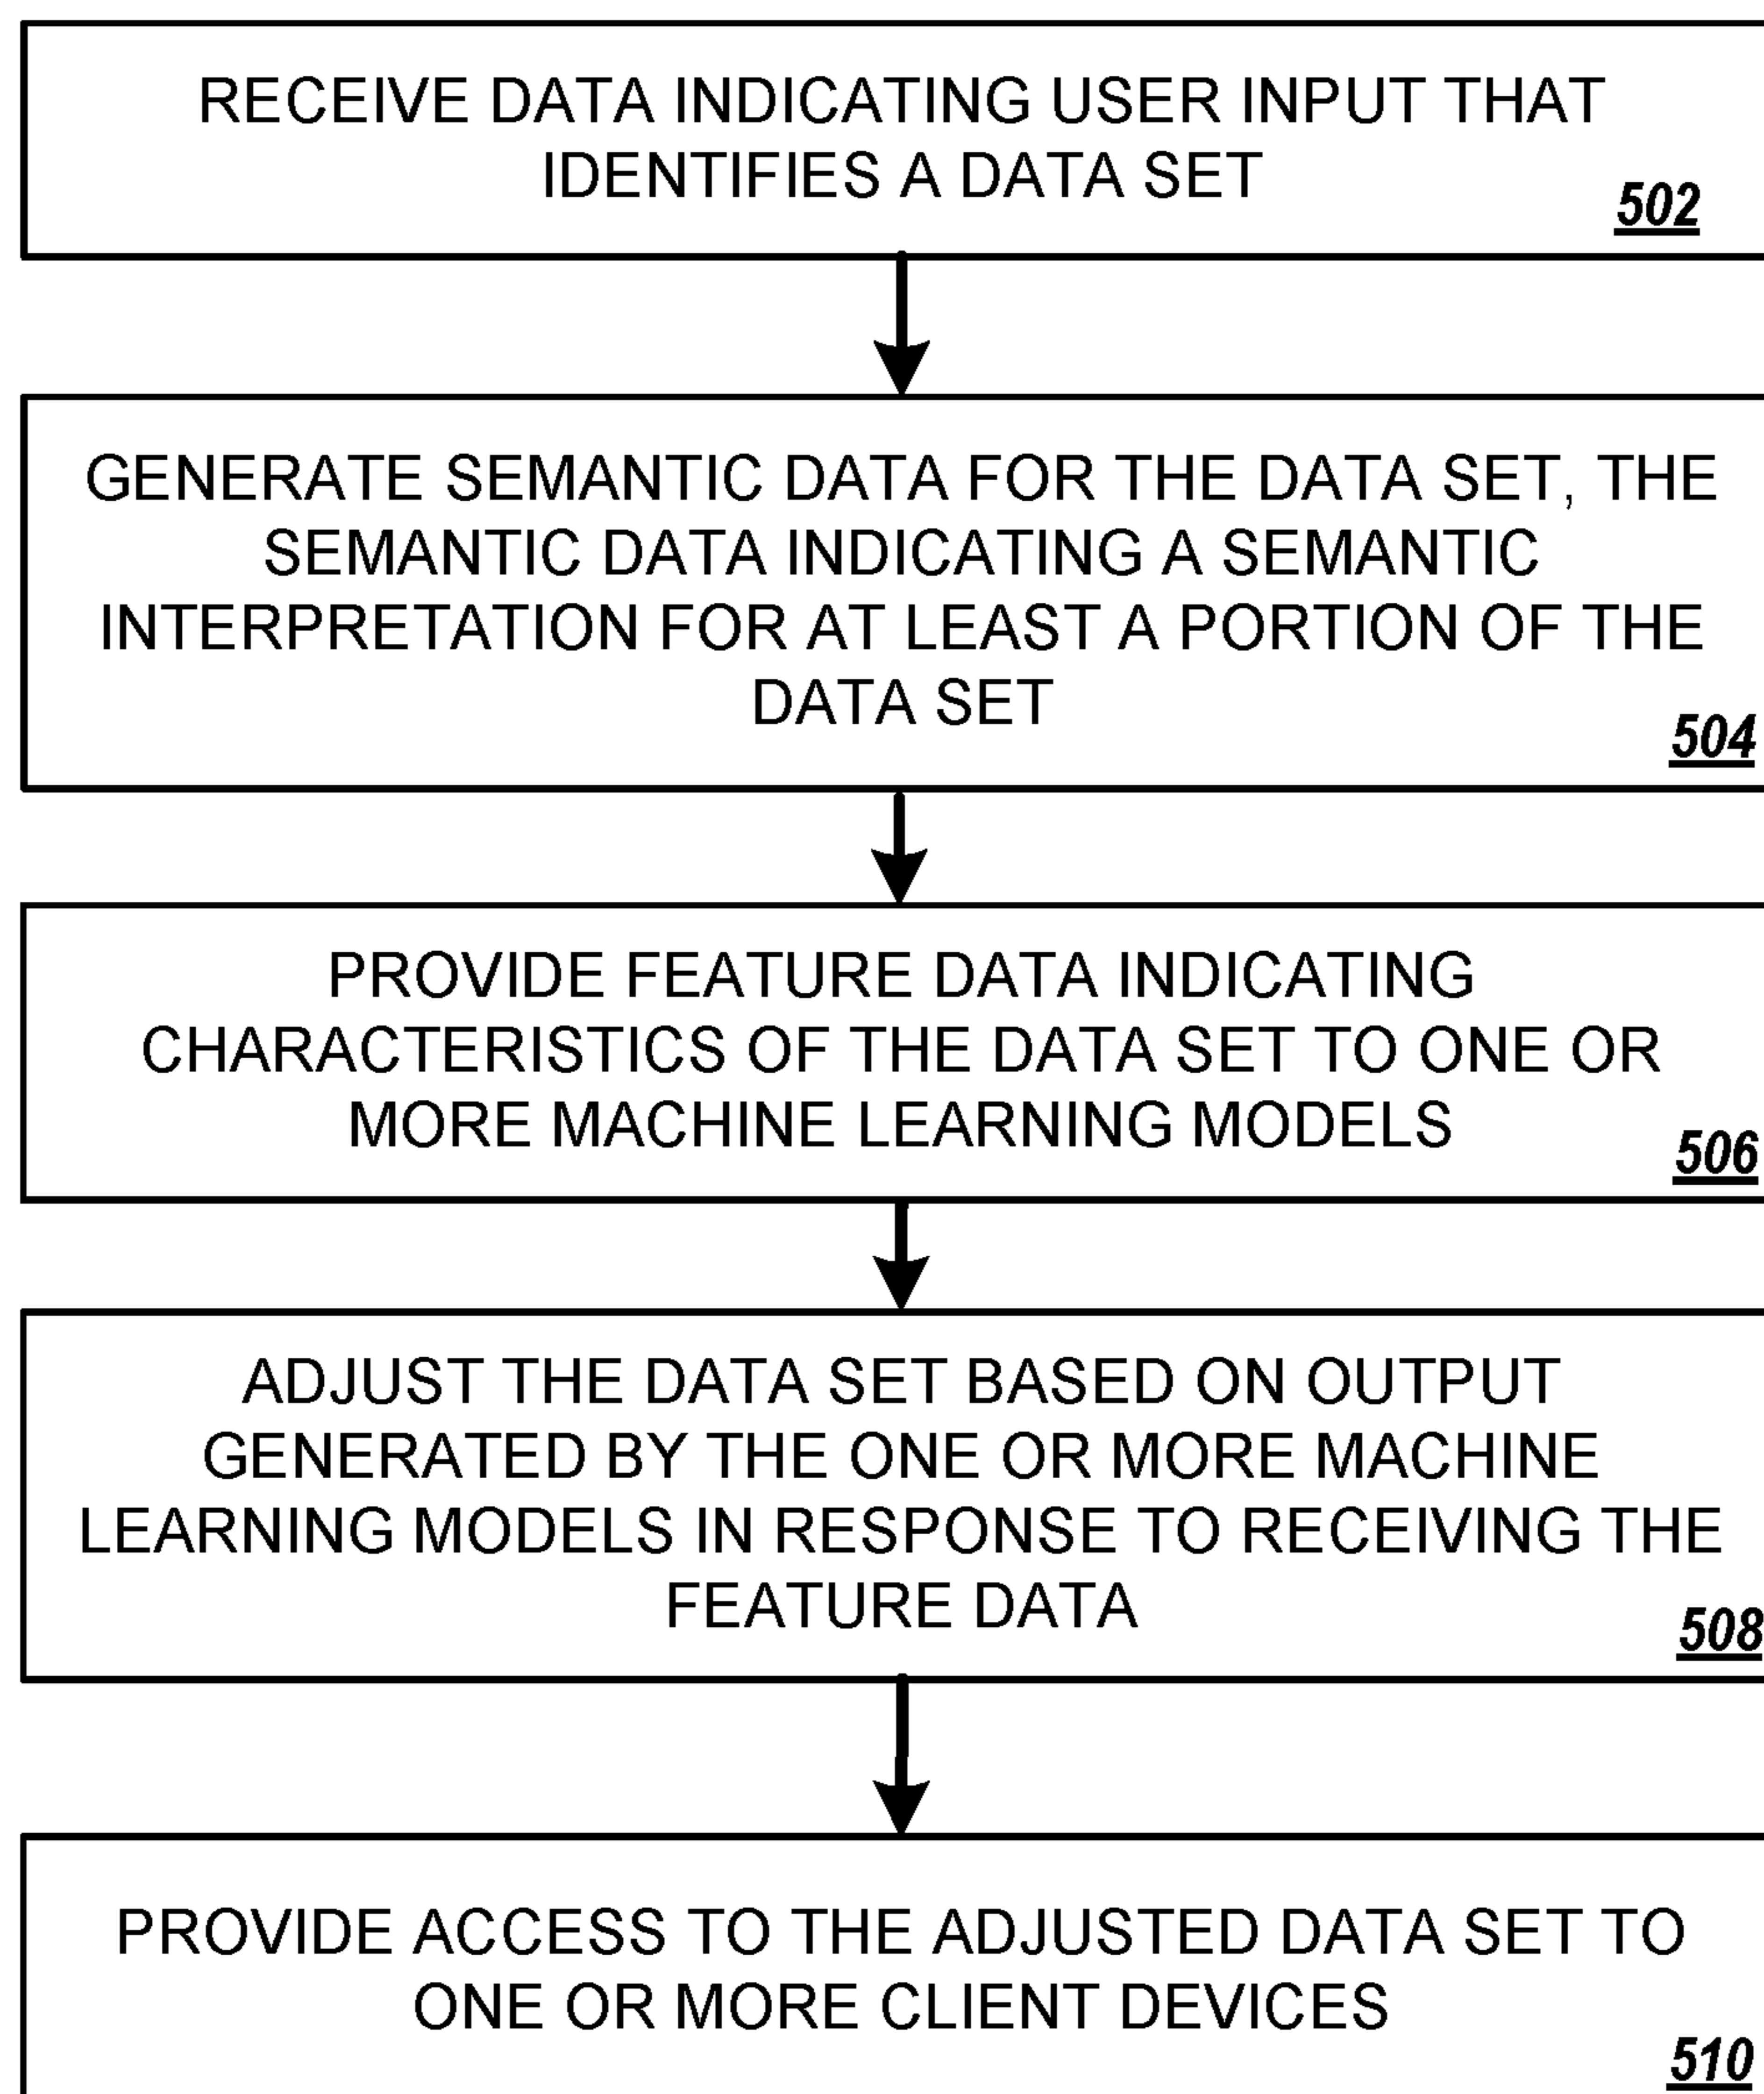 RECEIVE DATA INDICATING USER INPUT THAT
IDENTIFIES A DATA SET
502
GENERATE SEMANTIC DATA FOR THE DATA SET, THE
SEMANTIC DATA INDICATING A SEMANTIC
INTERPRETATION FOR AT LEAST A PORTION OF THE
DATA SET
504
PROVIDE FEATURE DATA INDICATING
CHARACTERISTICS OF THE DATA SET TO ONE OR
MORE MACHINE LEARNING MODELS
506
ADJUST THE DATA SET BASED ON OUTPUT
GENERATED BY THE ONE OR MORE MACHINE
LEARNING MODELS IN RESPONSE TO RECEIVING THE
FEATURE DATA
508
PROVIDE ACCESS TO THE ADJUSTED DATA SET TO
ONE OR MORE CLIENT DEVICES
510